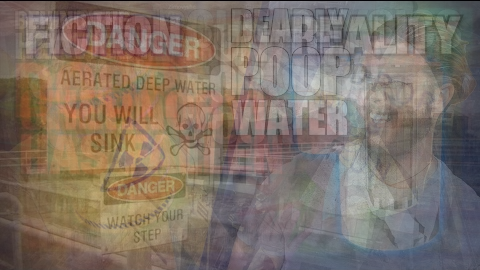 FICTION
REALITY
DANGER
AERATED DEEP WATER
YOU WILL
SINK
DANGER
WATCH YOUR
STEP
DEADLY
POOP
WATER